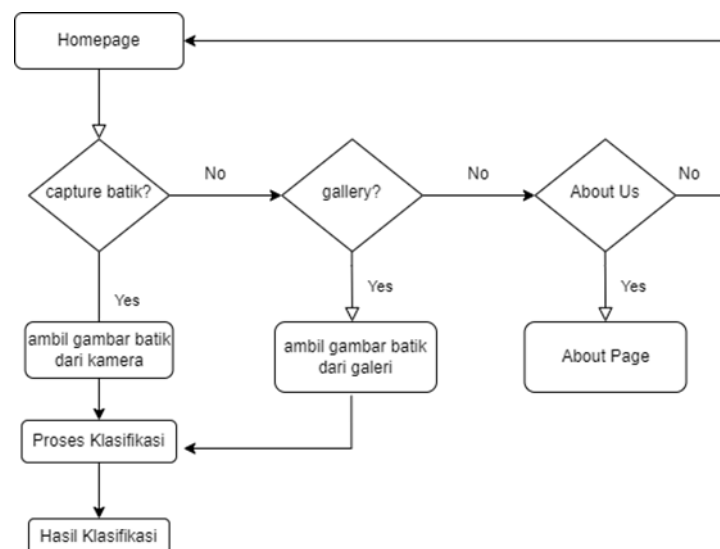 Homepage
capture batik?
No
gallery?
No
About Us
No
Yes
Yes
Yes
ambil gambar batik
dari kamera
ambil gambar batik
dari galeri
About Page
Proses Klasifikasi
Hasil Klasifikasi